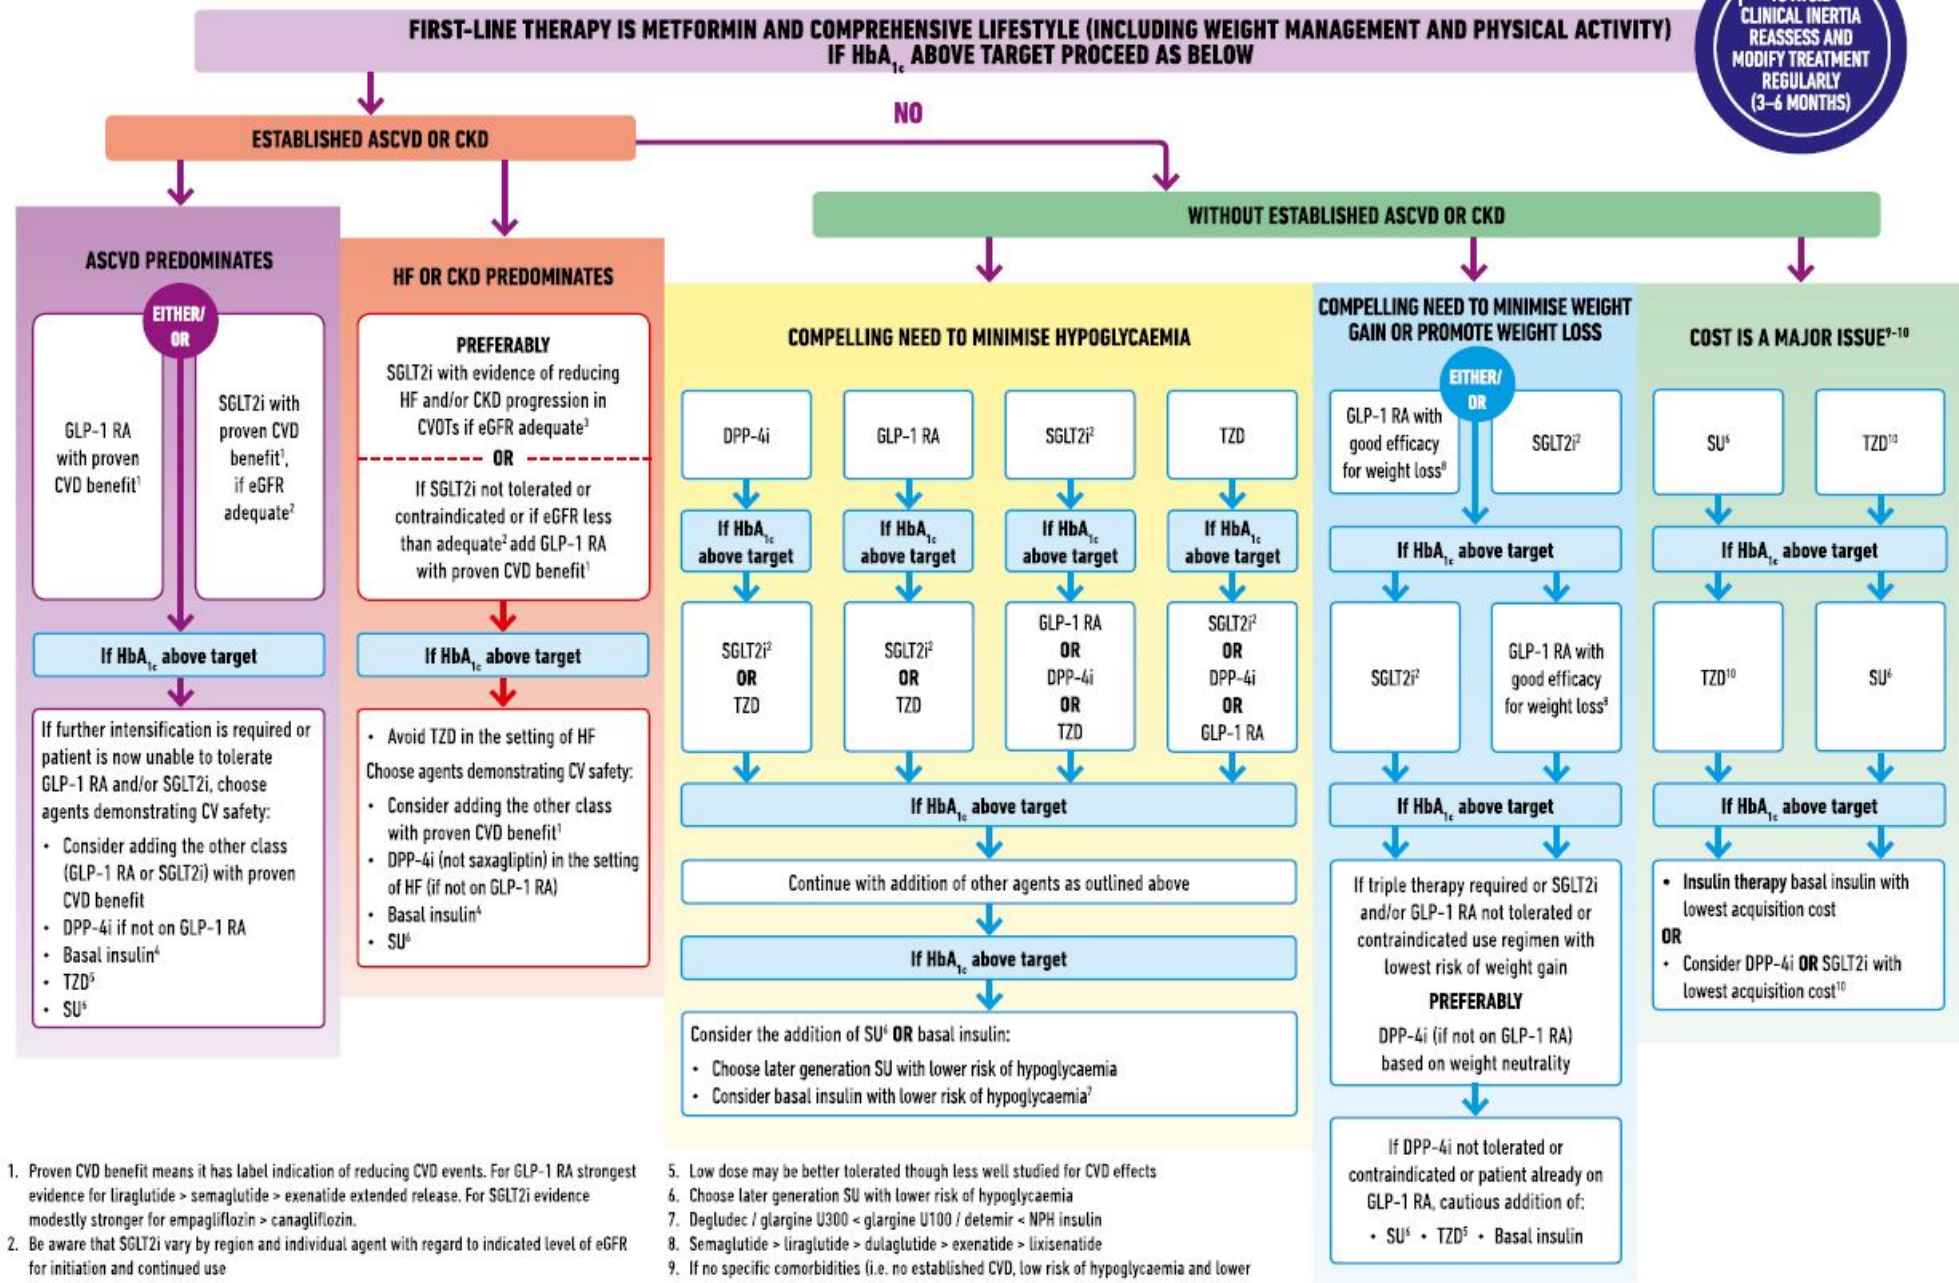 FIRST-LINE THERAPY IS METFORMIN AND COMPREHENSIVE LIFESTYLE (INCLUDING WEIGHT MANAGEMENT AND PHYSICAL ACTIVITY)
IF HbA1c ABOVE TARGET PROCEED AS BELOW
CLINICAL INERTIA
REASSESS AND
MODIFY TREATMENT
REGULARLY
(3–6 MONTHS)
NO
ESTABLISHED ASCVD OR CKD
WITHOUT ESTABLISHED ASCVD OR CKD
ASCVD PREDOMINATES
EITHER/
OR
GLP-1 RA
with proven
CVD benefit¹
SGLT2i with
proven CVD
benefit¹,
if eGFR
adequate²
If HbA1c above target
If further intensification is required or
patient is now unable to tolerate
GLP-1 RA and/or SGLT2i, choose
agents demonstrating CV safety:
• Consider adding the other class
(GLP-1 RA or SGLT2i) with proven
CVD benefit
• DPP-4i if not on GLP-1 RA
• Basal insulin⁴
• TZD⁵
• SU⁶
HF OR CKD PREDOMINATES
PREFERABLY
SGLT2i with evidence of reducing
HF and/or CKD progression in
CVOTs if eGFR adequate³
OR
If SGLT2i not tolerated or
contraindicated or if eGFR less
than adequate² add GLP-1 RA
with proven CVD benefit¹
If HbA1c above target
• Avoid TZD in the setting of HF
Choose agents demonstrating CV safety:
• Consider adding the other class
with proven CVD benefit¹
• DPP-4i (not saxagliptin) in the setting
of HF (if not on GLP-1 RA)
• Basal insulin⁴
• SU⁶
COMPELLING NEED TO MINIMISE HYPOGLYCAEMIA
DPP-4i
If HbA1c
above target
SGLT2i²
OR
TZD
GLP-1 RA
If HbA1c
above target
SGLT2i²
OR
TZD
SGLT2i²
If HbA1c
above target
GLP-1 RA
OR
DPP-4i
OR
TZD
TZD
If HbA1c
above target
SGLT2i²
OR
DPP-4i
OR
GLP-1 RA
If HbA1c above target
Continue with addition of other agents as outlined above
If HbA1c above target
Consider the addition of SU⁶ OR basal insulin:
• Choose later generation SU with lower risk of hypoglycaemia
• Consider basal insulin with lower risk of hypoglycaemia⁷
COMPELLING NEED TO MINIMISE WEIGHT
GAIN OR PROMOTE WEIGHT LOSS
EITHER/
OR
GLP-1 RA with
good efficacy
for weight loss⁸
SGLT2i²
If HbA1c above target
SGLT2i²
GLP-1 RA with
good efficacy
for weight loss⁸
If HbA1c above target
If triple therapy required or SGLT2i
and/or GLP-1 RA not tolerated or
contraindicated use regimen with
lowest risk of weight gain
PREFERABLY
DPP-4i (if not on GLP-1 RA)
based on weight neutrality
If DPP-4i not tolerated or
contraindicated or patient already on
GLP-1 RA, cautious addition of:
• SU⁶ • TZD⁵ • Basal insulin
COST IS A MAJOR ISSUE⁹⁻¹⁰
SU⁶
TZD¹⁰
If HbA1c above target
TZD¹⁰
SU⁶
If HbA1c above target
• Insulin therapy basal insulin with
lowest acquisition cost
OR
• Consider DPP-4i OR SGLT2i with
lowest acquisition cost¹⁰
1. Proven CVD benefit means it has label indication of reducing CVD events. For GLP-1 RA strongest
evidence for liraglutide > semaglutide > exenatide extended release. For SGLT2i evidence
modestly stronger for empagliflozin > canagliflozin.
2. Be aware that SGLT2i vary by region and individual agent with regard to indicated level of eGFR
for initiation and continued use
5. Low dose may be better tolerated though less well studied for CVD effects
6. Choose later generation SU with lower risk of hypoglycaemia
7. Degludec / glargine U300 < glargine U100 / detemir < NPH insulin
8. Semaglutide > liraglutide > dulaglutide > exenatide > lixisenatide
9. If no specific comorbidities (i.e. no established CVD, low risk of hypoglycaemia and lower